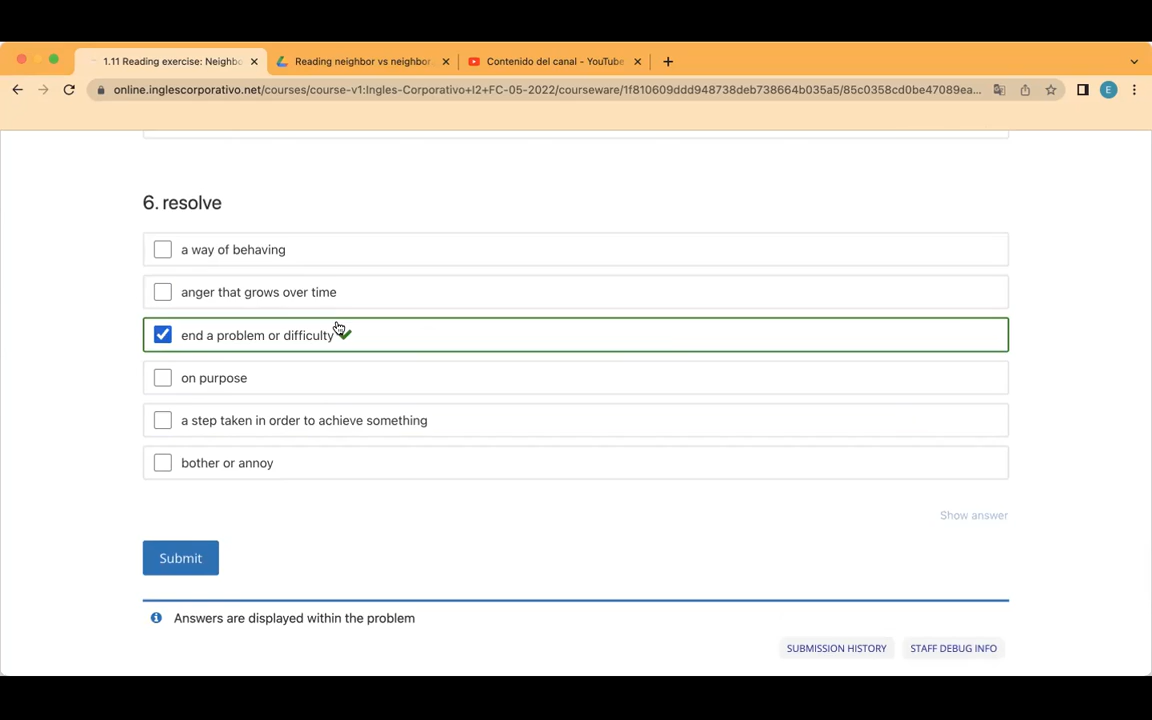 1.11 Reading exercise: Neighbo
Reading neighbor vs neighbor
Contenido del canal - YouTube
online.inglescorporativo.net/courses/course-v1:Ingles-Corporativo+I2+FC-05-2022/courseware/1f810609ddd948738deb738664b035a5/85c0358cd0be47089ea...
E
6. resolve
a way of behaving
anger that grows over time
end a problem or difficulty
on purpose
a step taken in order to achieve something
bother or annoy
Show answer
Submit
Answers are displayed within the problem
SUBMISSION HISTORY
STAFF DEBUG INFO